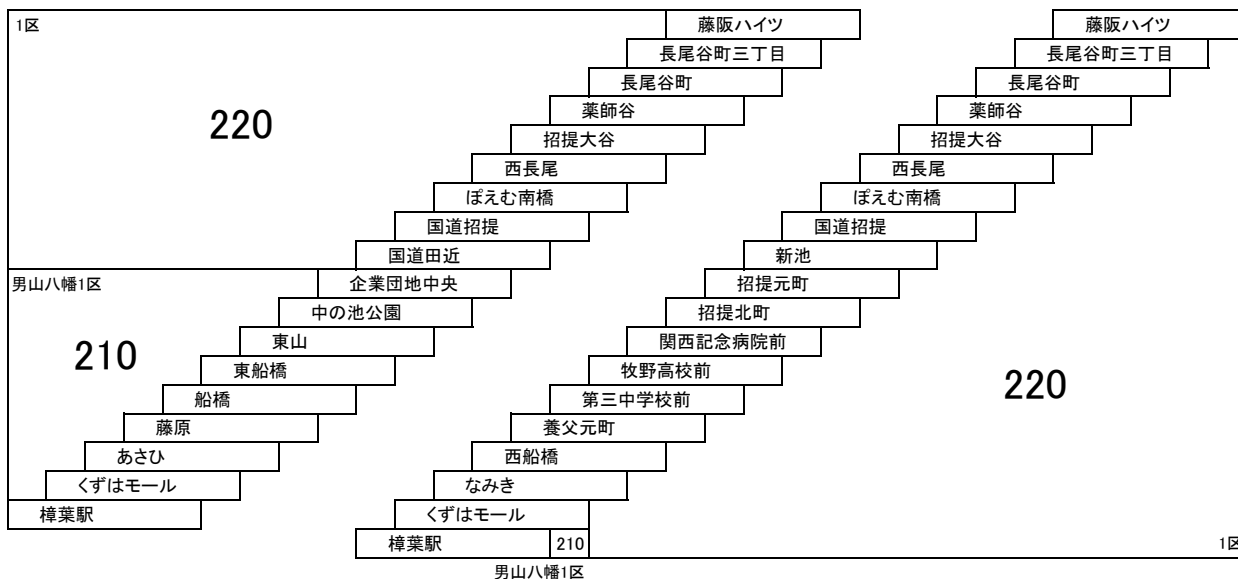 1区
藤阪ハイツ
長尾谷町三丁目
長尾谷町
薬師谷
220
招提大谷
西長尾
ぽえむ南橋
国道招提
国道田近
男山八幡1区
企業団地中央
中の池公園
東山
210
東船橋
船橋
藤原
あさひ
くずはモール
樟葉駅
藤阪ハイツ
長尾谷町三丁目
長尾谷町
薬師谷
招提大谷
西長尾
ぽえむ南橋
国道招提
新池
招提元町
招提北町
関西記念病院前
牧野高校前
220
第三中学校前
養父元町
西船橋
なみき
くずはモール
樟葉駅 210
1区
男山八幡1区